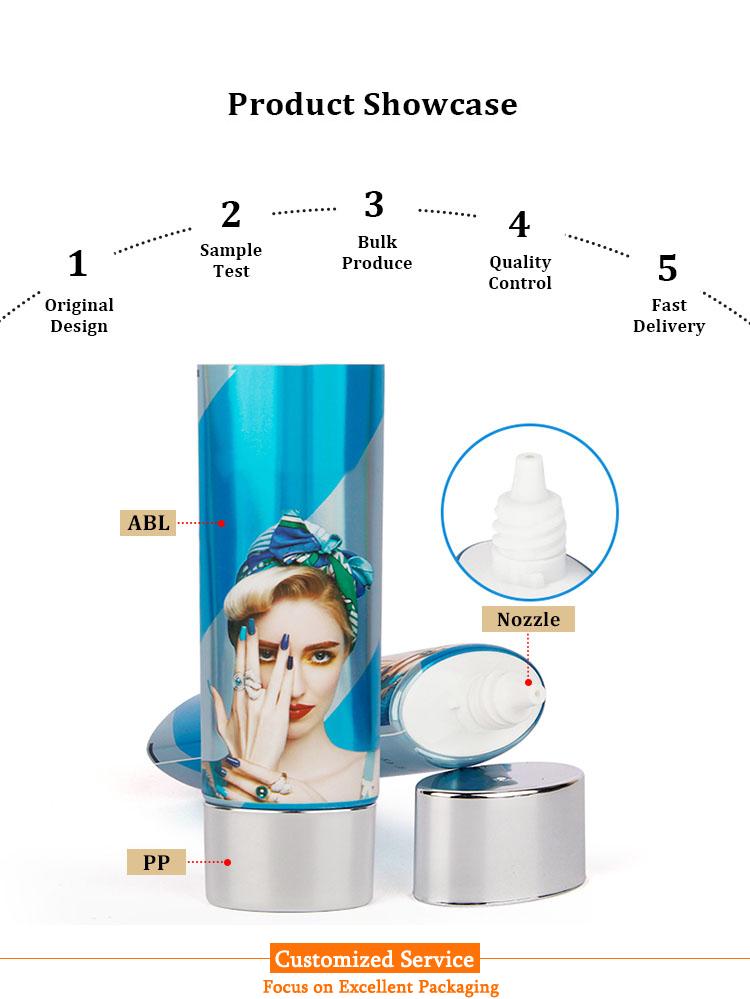 Product Showcase
1
Original
Design
2
Sample
Test
3
Bulk
Produce
4
Quality
Control
5
Fast
Delivery
ABL
Nozzle
PP
Customized Service
Focus on Excellent Packaging